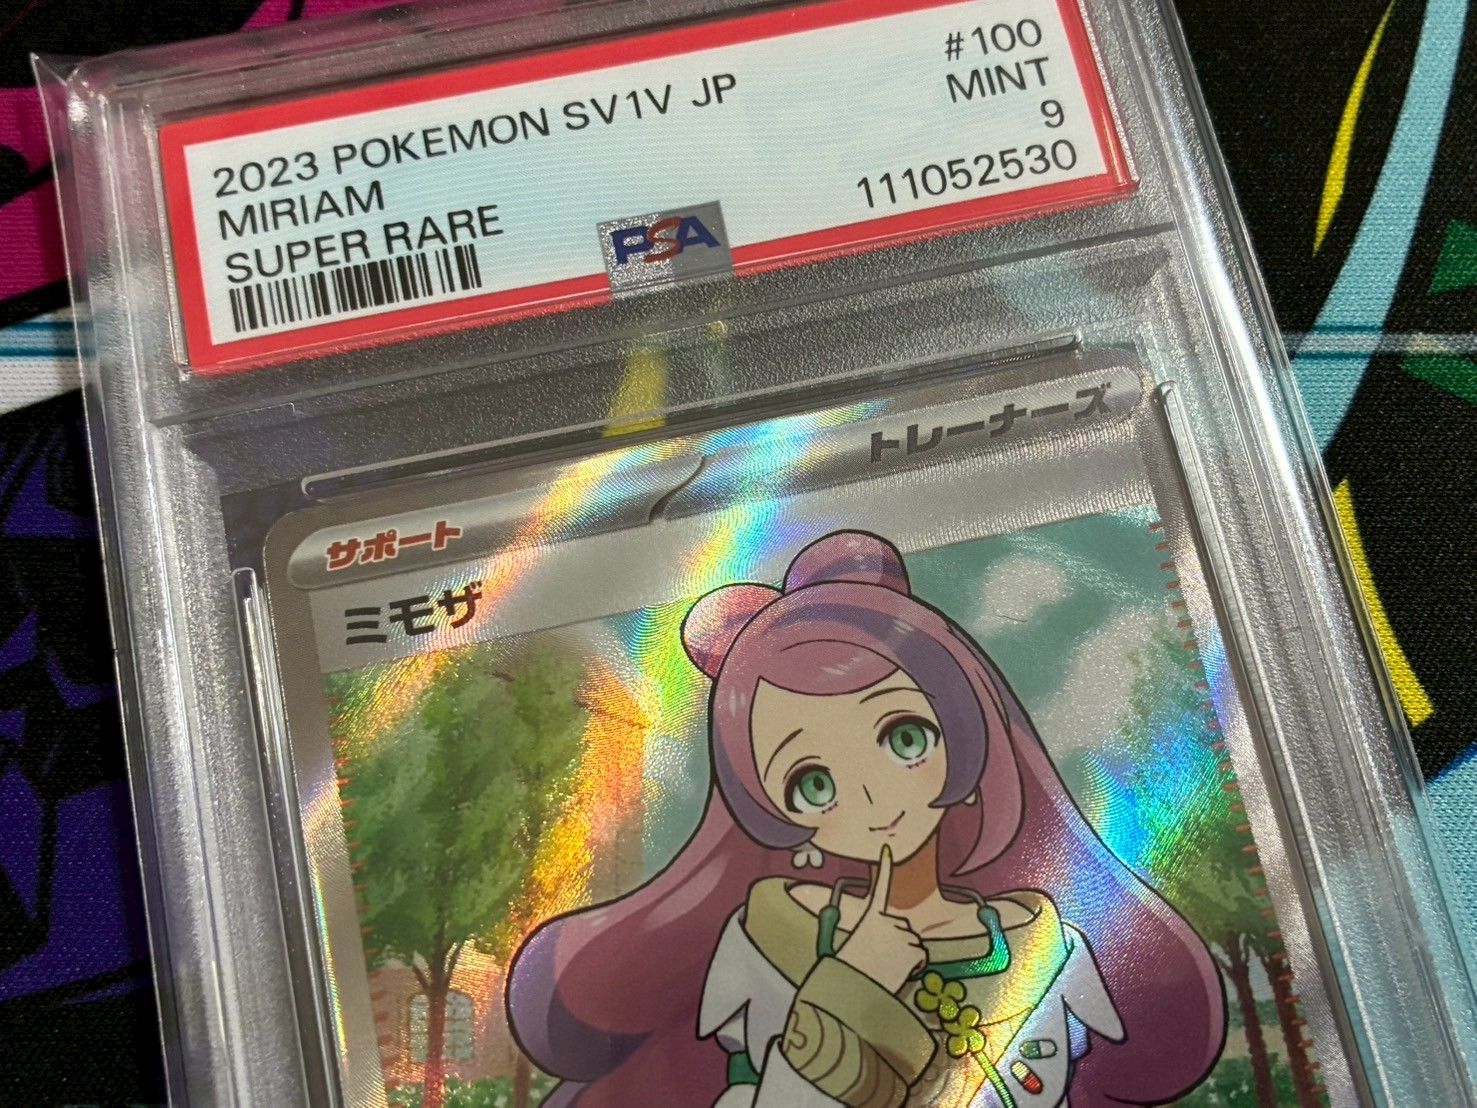 2023 POKEMON SV1V JP
#100
MIRIAM
MINT
SUPER RARE
9
111052530
PSA
サポート
トレーナーズ
ミモザ